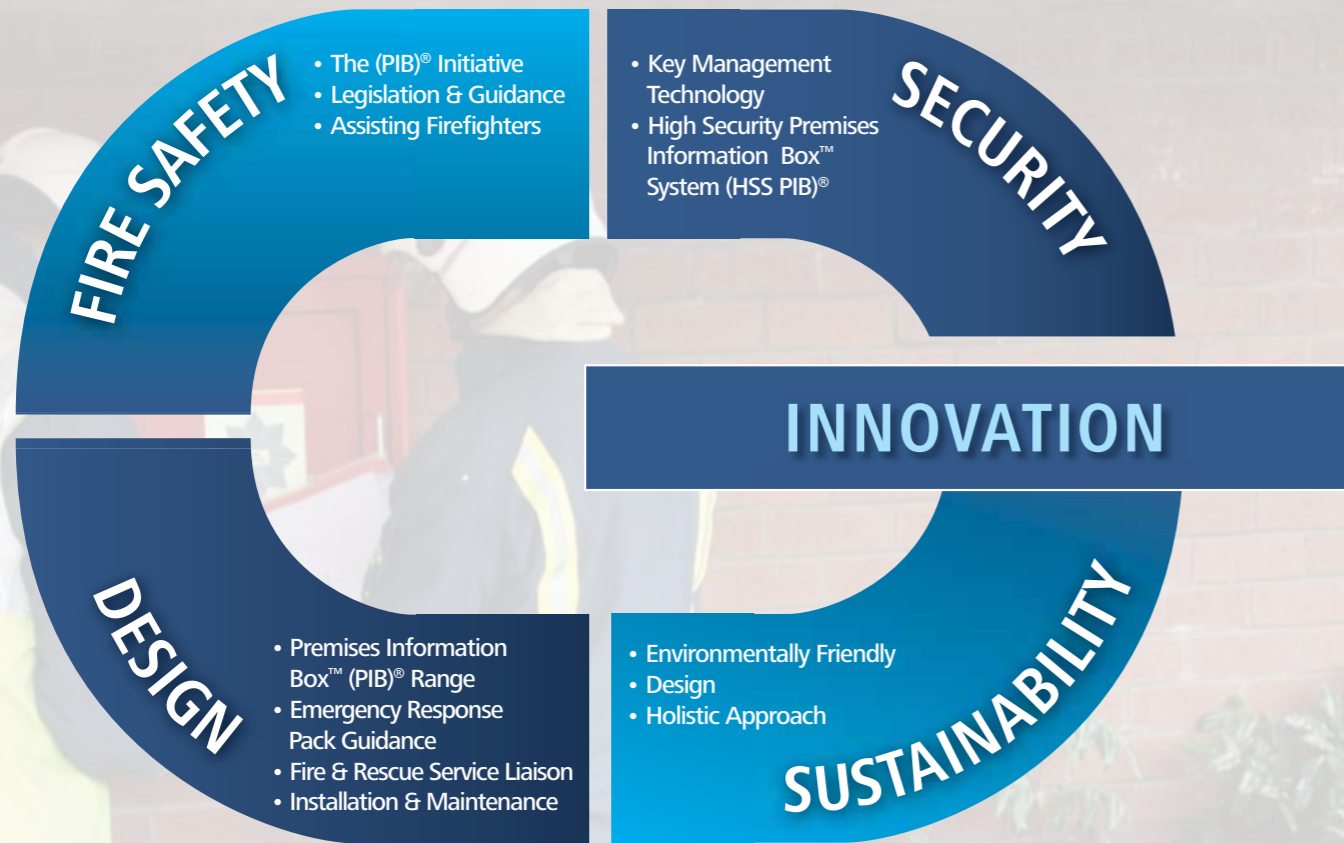 FIRE SAFETY
• The (PIB)® Initiative
• Legislation & Guidance
• Assisting Firefighters
SECURITY
• Key Management
Technology
• High Security Premises
Information Box™
System (HSS PIB)®
INNOVATION
DESIGN
• Premises Information
Box™ (PIB)® Range
• Emergency Response
Pack Guidance
• Fire & Rescue Service Liaison
• Installation & Maintenance
SUSTAINABILITY
• Environmentally Friendly
• Design
• Holistic Approach